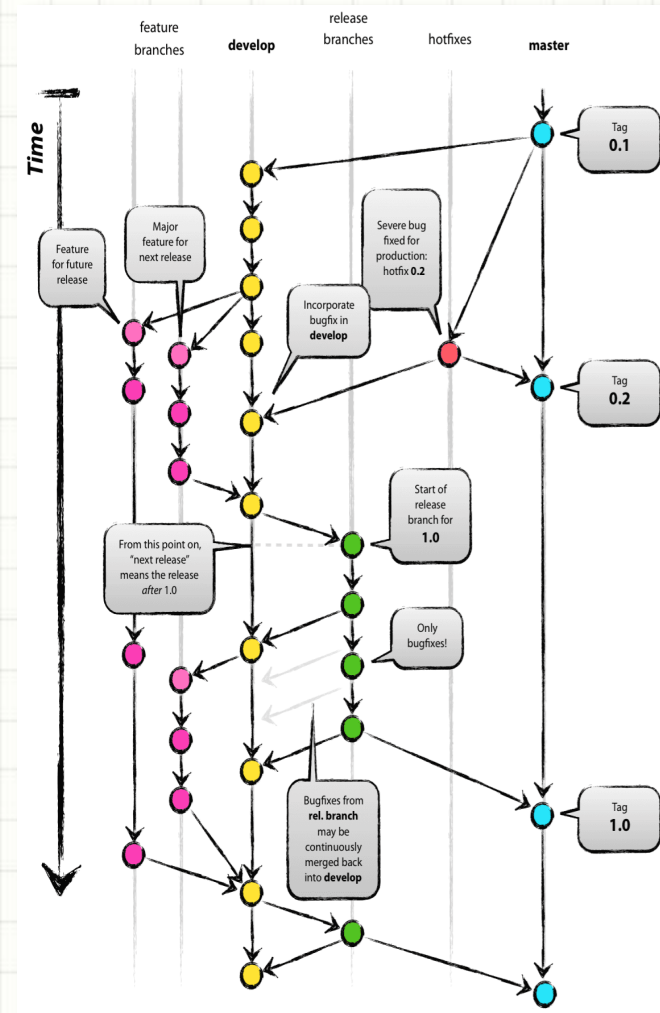 feature
branches
develop
release
branches
hotfixes
master
Time
Tag
0.1
Major
feature for
next release
Severe bug
fixed for
production:
hotfix 0.2
Feature
for future
release
Incorporate
bugfix in
develop
Tag
0.2
Start of
release
branch for
1.0
From this point on,
“next release”
means the release
after 1.0
Only
bugfixes!
Tag
1.0
Bugfixes from
rel. branch
may be
continuously
merged back
into develop